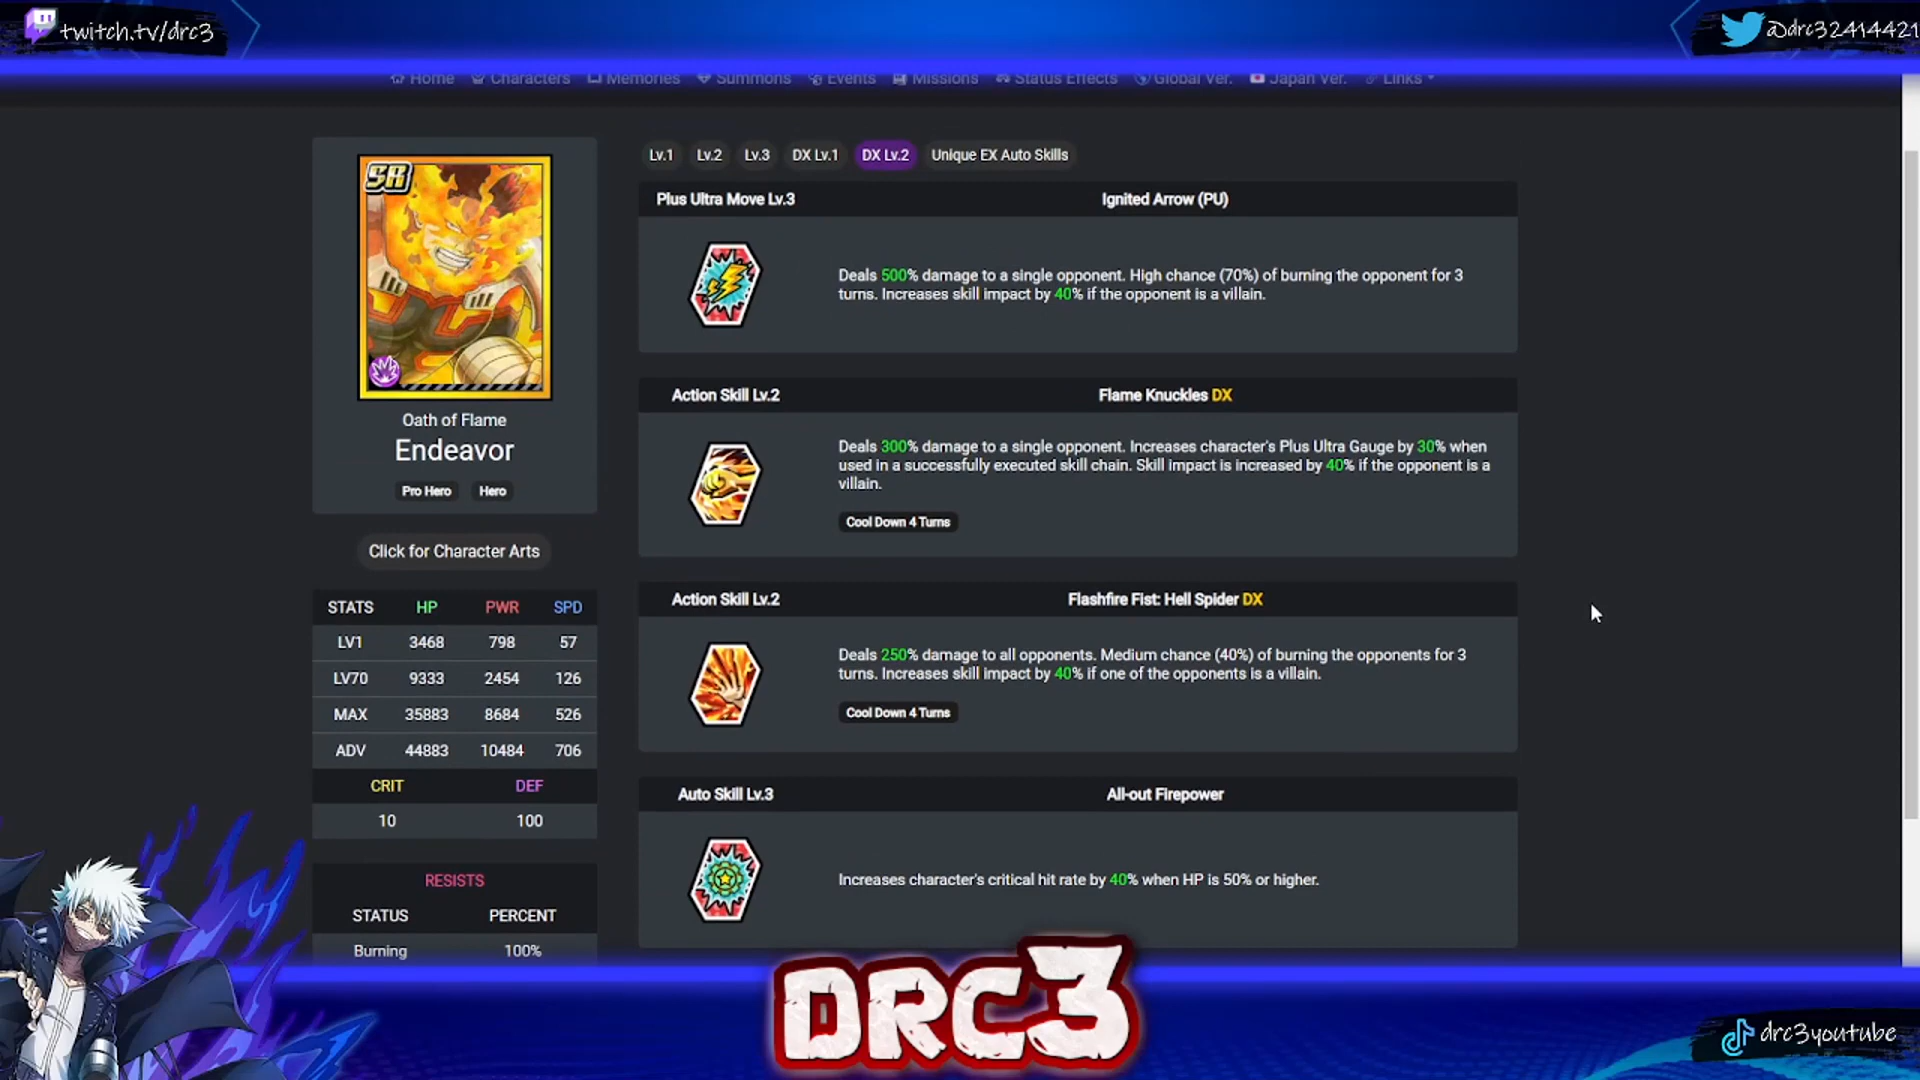 twitch.tv/drc3
@drc32414421
Home Characters Memories Summons Events Missions Status Effects Global Ver. Japan Ver. Links
SR
Oath of Flame
Endeavor
Pro Hero Hero
Click for Character Arts
STATS HP PWR SPD
LV1 3468 798 57
LV70 9333 2454 126
MAX 35883 8684 526
ADV 44883 10484 706
CRIT DEF
10 100
RESISTS
STATUS PERCENT
Burning 100%
Lv.1 Lv.2 Lv.3 DX Lv.1 DX Lv.2 Unique EX Auto Skills
Plus Ultra Move Lv.3 Ignited Arrow (PU)
Deals 500% damage to a single opponent. High chance (70%) of burning the opponent for 3
turns. Increases skill impact by 40% if the opponent is a villain.
Action Skill Lv.2 Flame Knuckles DX
Deals 300% damage to a single opponent. Increases character's Plus Ultra Gauge by 30% when
used in a successfully executed skill chain. Skill impact is increased by 40% if the opponent is a
villain.
Cool Down 4 Turns
Action Skill Lv.2 Flashfire Fist: Hell Spider DX
Deals 250% damage to all opponents. Medium chance (40%) of burning the opponents for 3
turns. Increases skill impact by 40% if one of the opponents is a villain.
Cool Down 4 Turns
Auto Skill Lv.3 All-out Firepower
Increases character's critical hit rate by 40% when HP is 50% or higher.
DRC3
drc3youtube